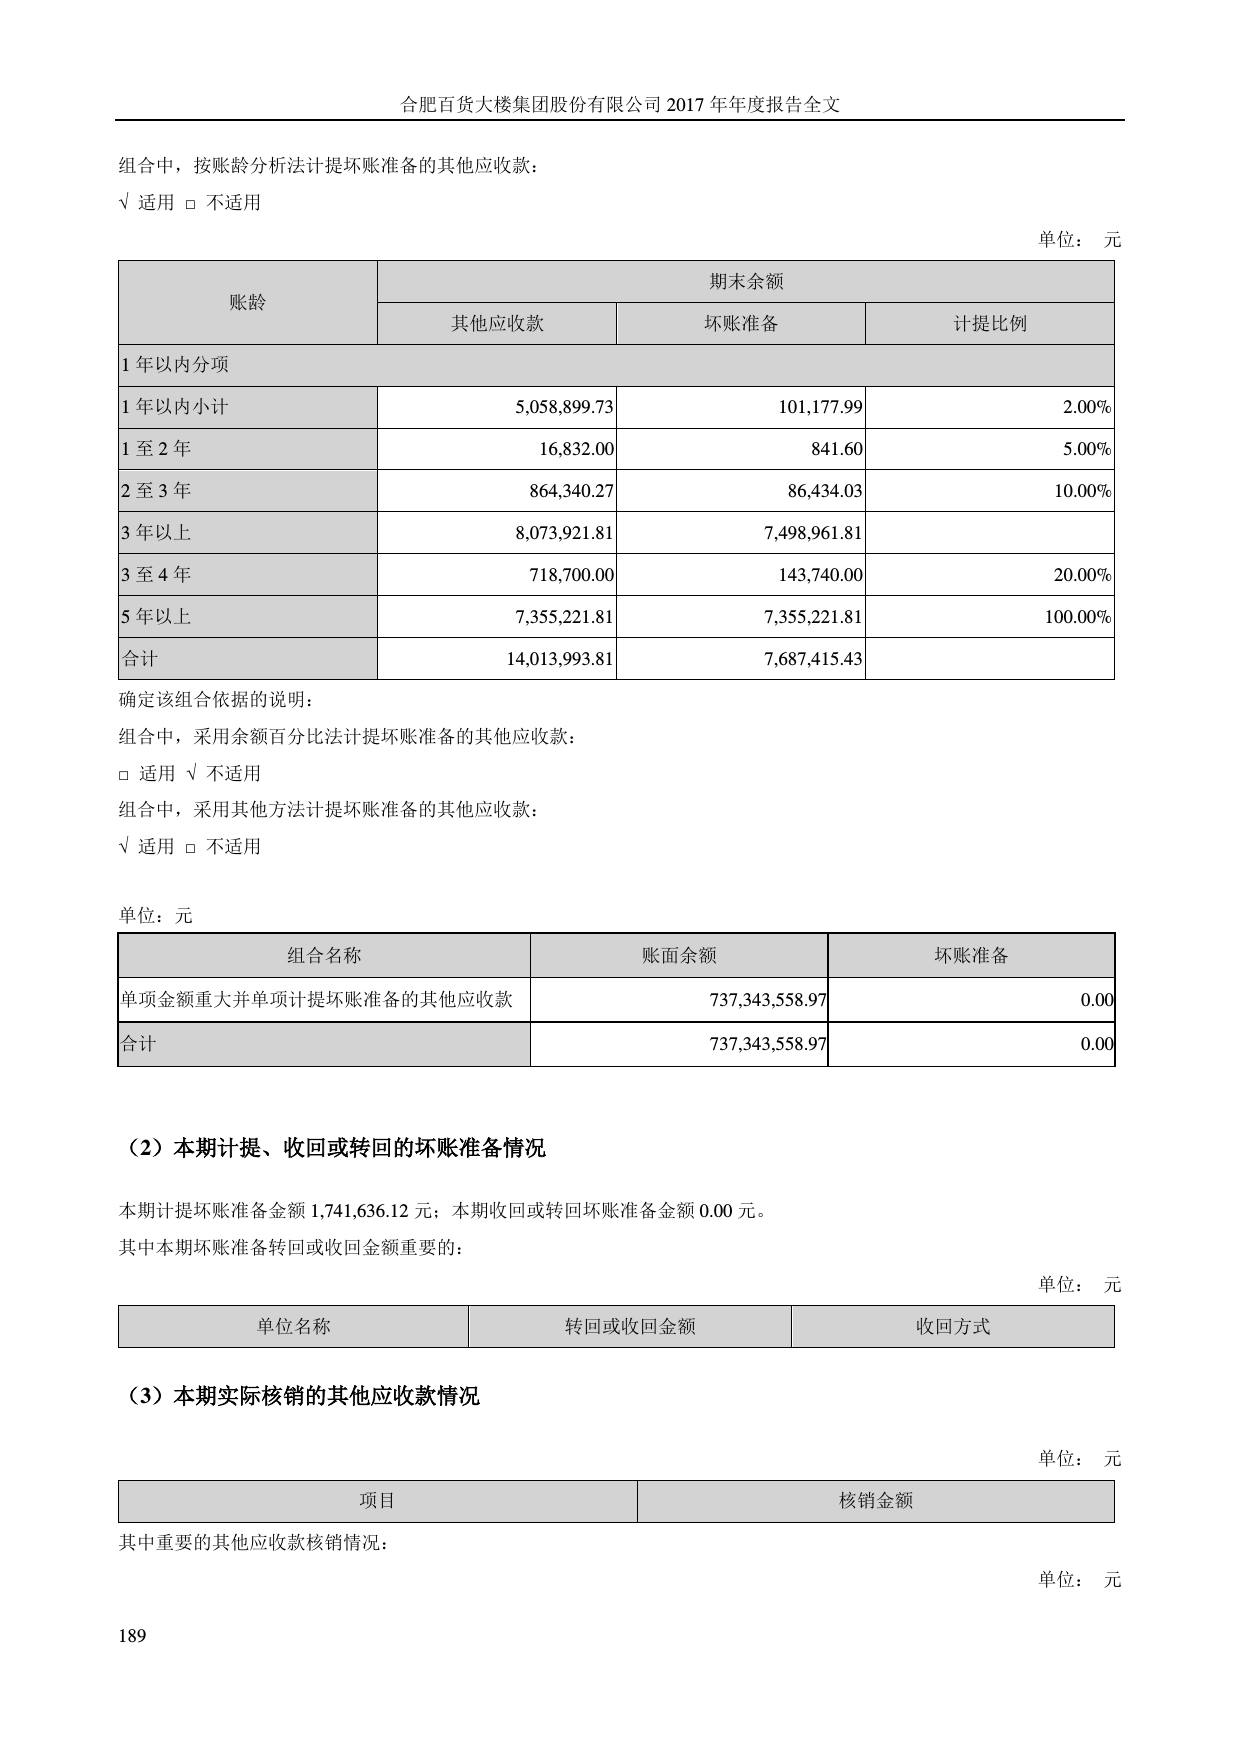 合肥百货大楼集团股份有限公司 2017 年年度报告全文
组合中，按账龄分析法计提坏账准备的其他应收款：
√ 适用 □ 不适用
单位： 元
账龄 期末余额
其他应收款 坏账准备 计提比例
1 年以内分项
1 年以内小计 5,058,899.73 101,177.99 2.00%
1 至 2 年 16,832.00 841.60 5.00%
2 至 3 年 864,340.27 86,434.03 10.00%
3 年以上 8,073,921.81 7,498,961.81
3 至 4 年 718,700.00 143,740.00 20.00%
5 年以上 7,355,221.81 7,355,221.81 100.00%
合计 14,013,993.81 7,687,415.43
确定该组合依据的说明：
组合中，采用余额百分比法计提坏账准备的其他应收款：
□ 适用 √ 不适用
组合中，采用其他方法计提坏账准备的其他应收款：
√ 适用 □ 不适用
单位：元
组合名称 账面余额 坏账准备
单项金额重大并单项计提坏账准备的其他应收款 737,343,558.97 0.00
合计 737,343,558.97 0.00
（2）本期计提、收回或转回的坏账准备情况
本期计提坏账准备金额 1,741,636.12 元；本期收回或转回坏账准备金额 0.00 元。
其中本期坏账准备转回或收回金额重要的：
单位： 元
单位名称 转回或收回金额 收回方式
（3）本期实际核销的其他应收款情况
单位： 元
项目 核销金额
其中重要的其他应收款核销情况：
单位： 元
189